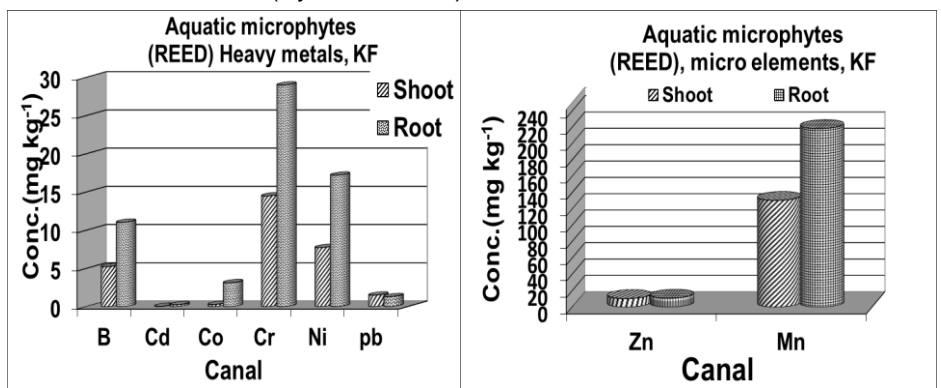 Aquatic microphytes
(REED) Heavy metals, KF
Conc.(mg kg⁻¹)
30
25
20
15
10
5
0
Shoot
Root
B Cd Co Cr Ni pb
Canal
Aquatic microphytes
(REED), micro elements, KF
Shoot Root
Conc.(mg kg⁻¹)
240
220
200
180
160
140
120
100
80
60
40
20
0
Zn Mn
Canal